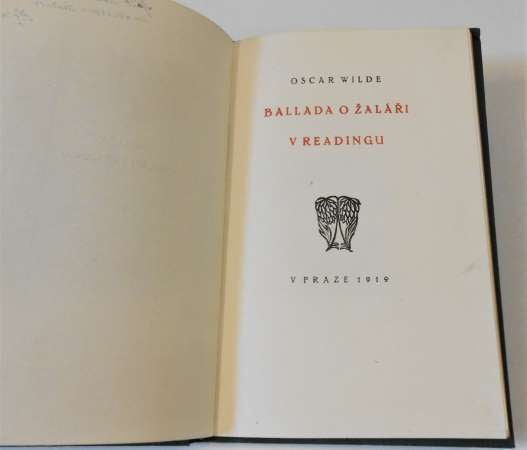 OSCAR WILDE
BALLADA O ŽALÁŘI
V READINGU
V PRAZE 1919